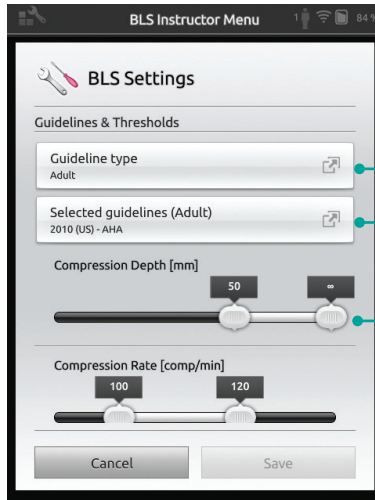 BLS Instructor Menu 1 84%
BLS Settings
Guidelines & Thresholds
Guideline type
Adult
Selected guidelines (Adult)
2010 (US) - AHA
Compression Depth [mm]
50 ∞
Compression Rate [comp/min]
100 120
Cancel Save